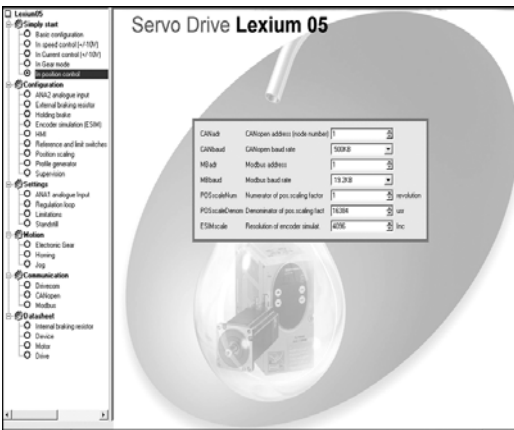 Lexium05
Simply start
Basic configuration
In speed control (+/-10V)
In Current control (+/-10V)
In Gear mode
In position control
Configuration
ANA2 analogue input
External braking resistor
Holding brake
Encoder simulation (ESIM)
HMI
Reference and limit switches
Position scaling
Profile generator
Supervision
Settings
ANA1 analogue Input
Regulation loop
Limitations
Standstill
Motion
Electronic Gear
Homing
Jog
Communication
Drivecom
CANopen
Modbus
Datasheet
Internal braking resistor
Device
Motor
Drive
Servo Drive Lexium 05
CANadr CANopen address (node number) 1
CANbaud CANopen baud rate 500KB
MBadr Modbus address 1
MBbaud Modbus baud rate 19.2KB
POSscaleNum Numerator of pos.scaling factor 1 revolution
POSscaleDenom Denominator of pos.scaling fact 16384 usr
ESIMscale Resolution of encoder simulat. 4096 Inc